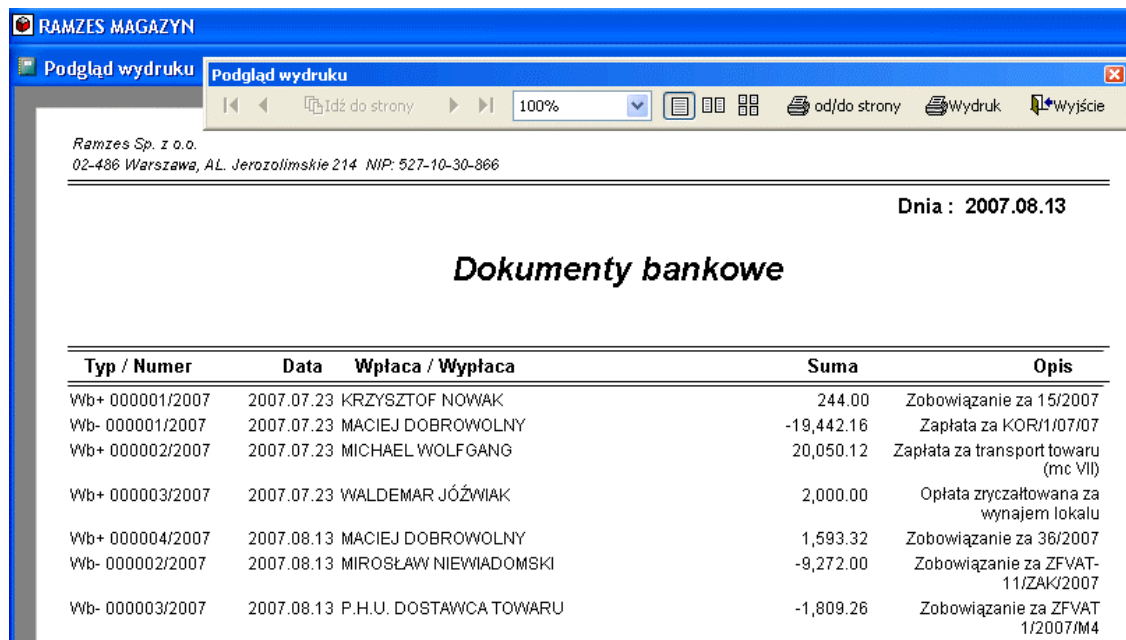 RAMZES MAGAZYN
Podgląd wydruku
Podgląd wydruku
Idź do strony 100% od/do strony Wydruk Wyjście
Ramzes Sp. z o.o.
02-486 Warszawa, AL. Jerozolimskie 214 NIP: 527-10-30-866
Dnia : 2007.08.13
Dokumenty bankowe
Typ / Numer Data Wpłaca / Wypłaca Suma Opis
Wb+ 000001/2007 2007.07.23 KRZYSZTOF NOWAK 244.00 Zobowiązanie za 15/2007
Wb- 000001/2007 2007.07.23 MACIEJ DOBROWOLNY -19,442.16 Zapłata za KOR/1/07/07
Wb+ 000002/2007 2007.07.23 MICHAEL WOLFGANG 20,050.12 Zapłata za transport towaru
(mc VII)
Wb+ 000003/2007 2007.07.23 WALDEMAR JÓŹWIAK 2,000.00 Opłata zryczałtowana za
wynajem lokalu
Wb+ 000004/2007 2007.08.13 MACIEJ DOBROWOLNY 1,593.32 Zobowiązanie za 36/2007
Wb- 000002/2007 2007.08.13 MIROSŁAW NIEWIADOMSKI -9,272.00 Zobowiązanie za ZFVAT-
11/ZAK/2007
Wb- 000003/2007 2007.08.13 P.H.U. DOSTAWCA TOWARU -1,809.26 Zobowiązanie za ZFVAT
1/2007/M4